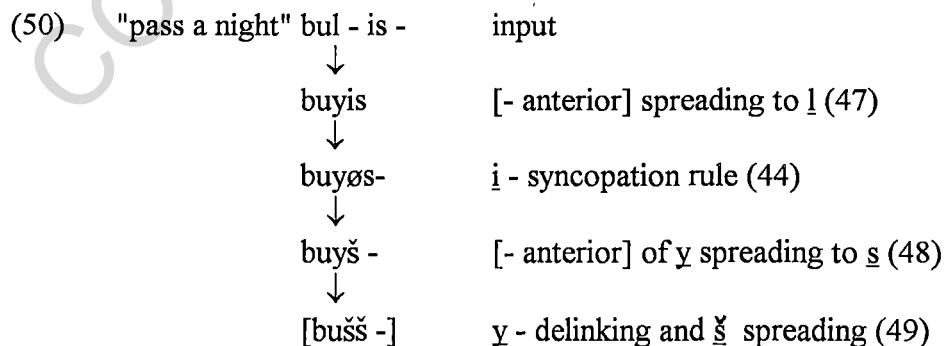 (50) "pass a night" bul - is - input
↓
buyis [- anterior] spreading to l (47)
↓
buyøs- i - syncopation rule (44)
↓
buyš - [- anterior] of y spreading to s (48)
↓
[bušš -] y - delinking and š spreading (49)